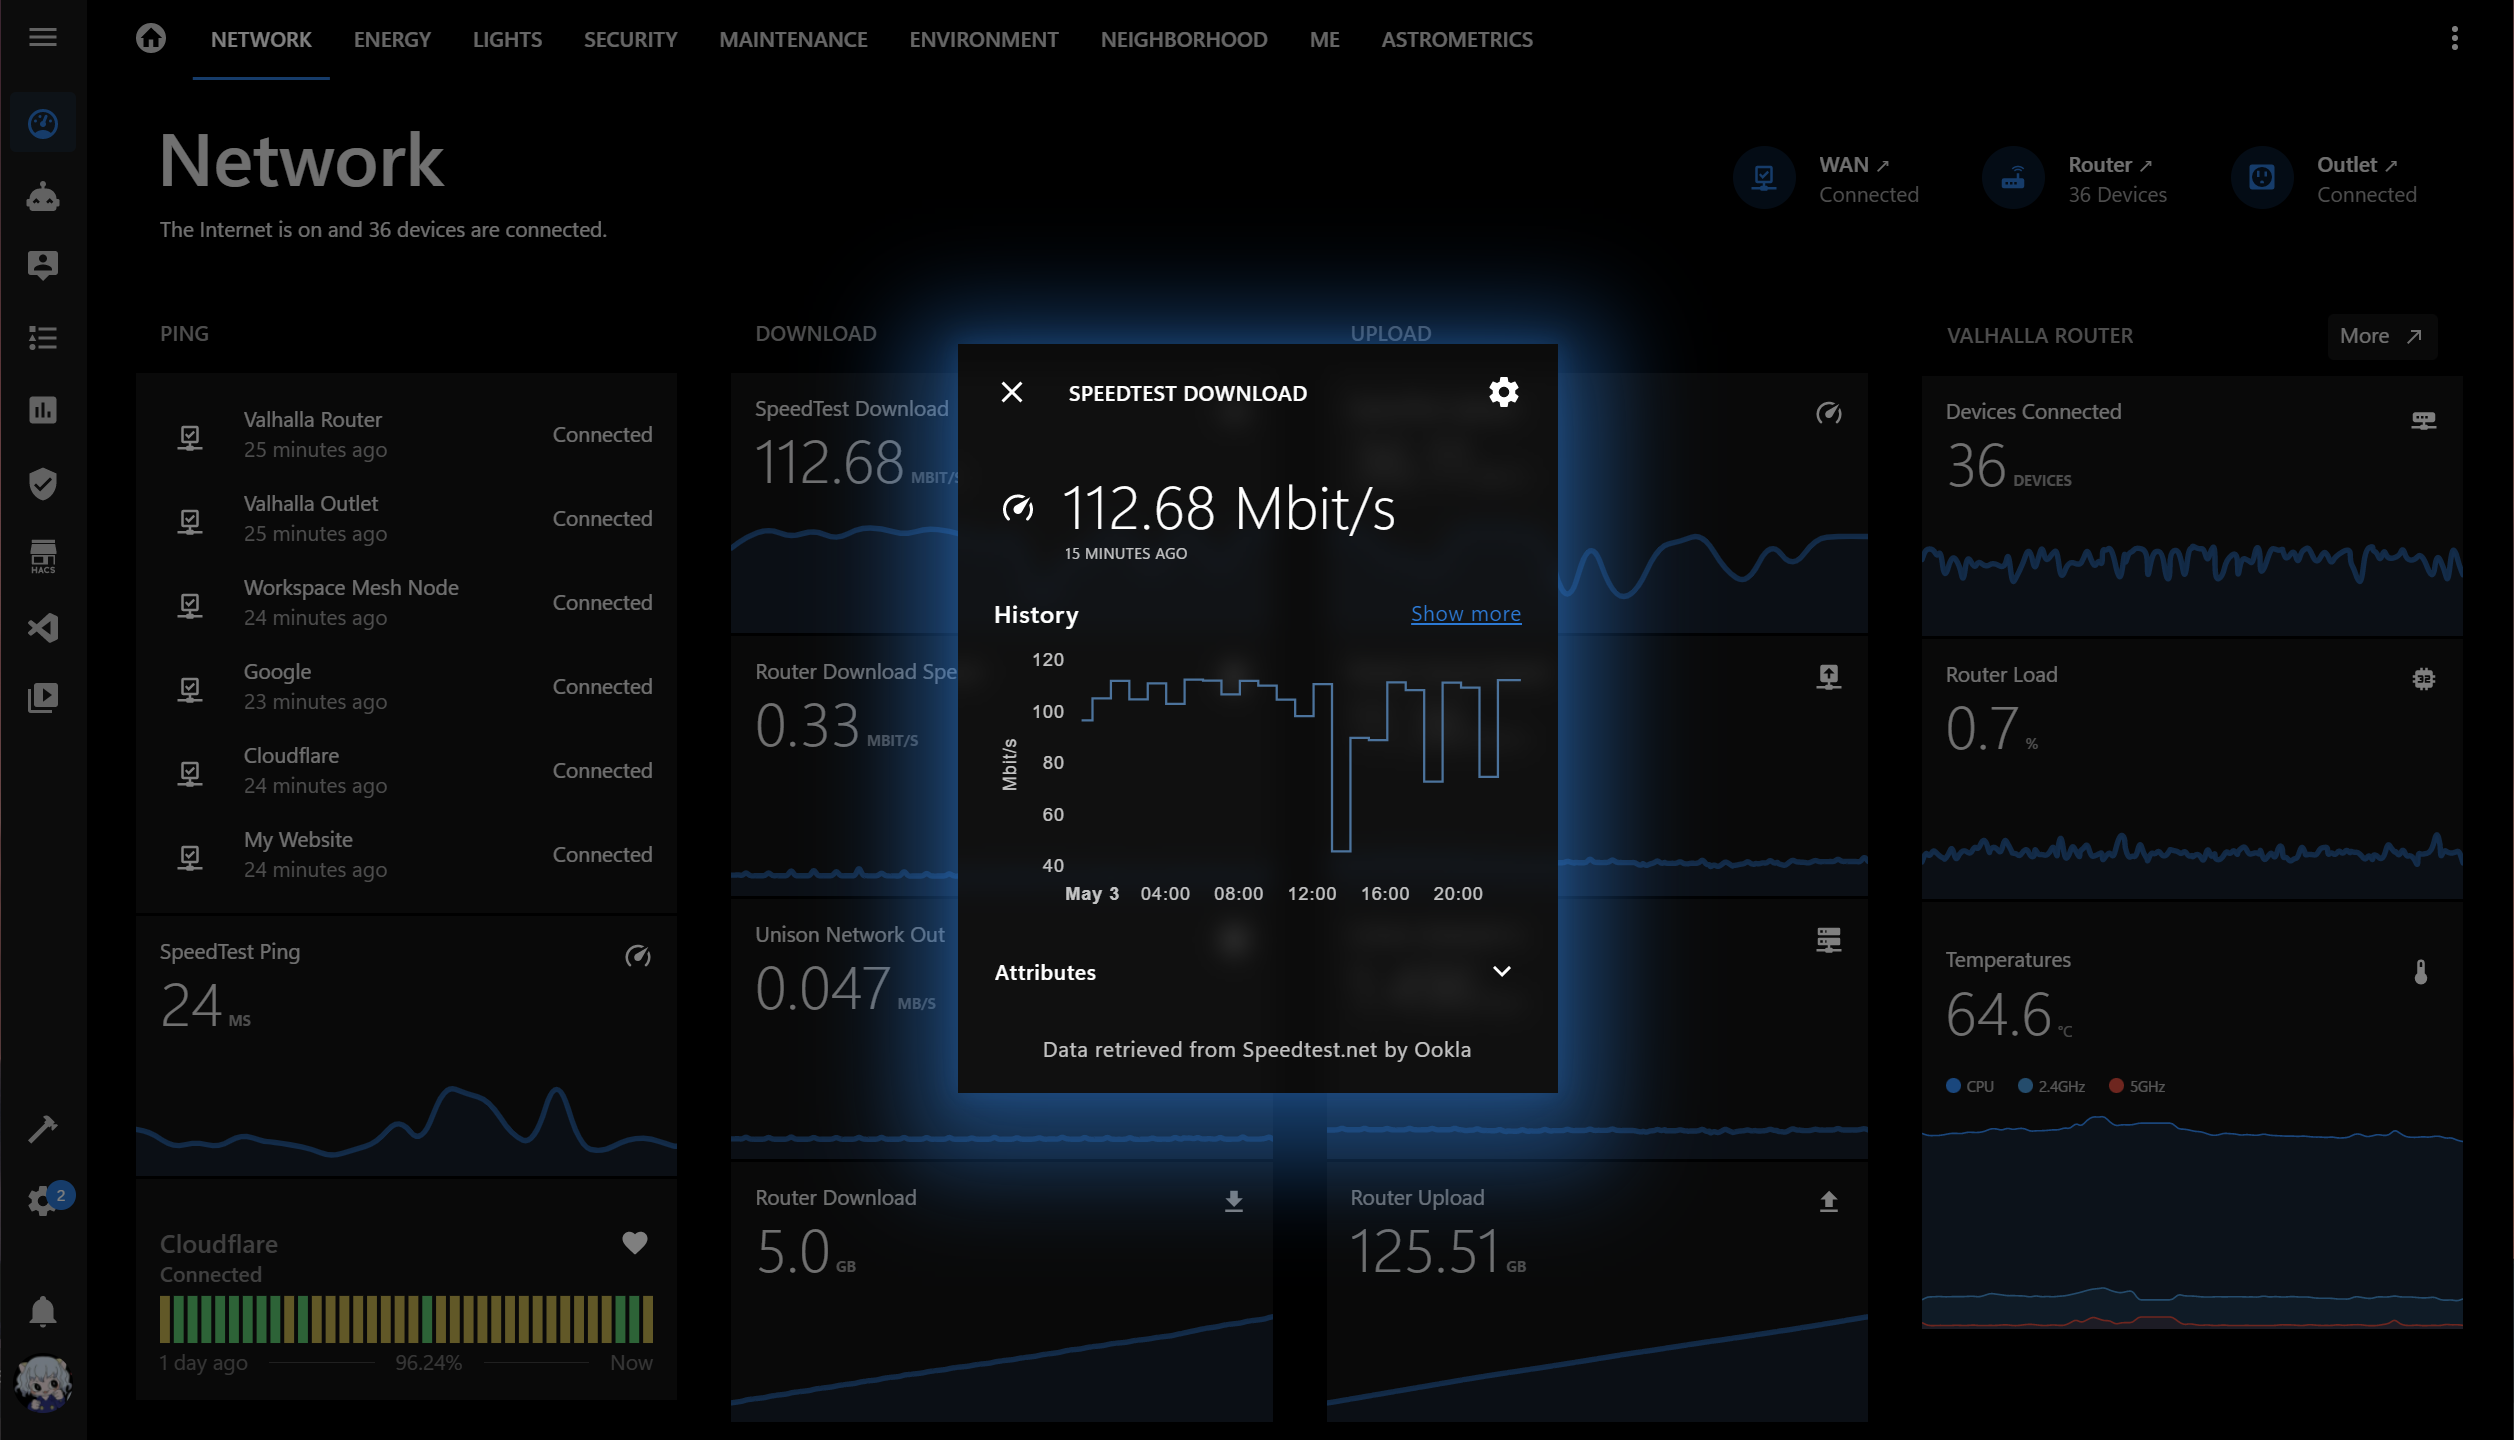 NETWORK ENERGY LIGHTS SECURITY MAINTENANCE ENVIRONMENT NEIGHBORHOOD ME ASTROMETRICS
Network
The Internet is on and 36 devices are connected.
WAN ↗
Connected
Router ↗
36 Devices
Outlet ↗
Connected
PING
Valhalla Router
25 minutes ago
Connected
Valhalla Outlet
25 minutes ago
Connected
Workspace Mesh Node
24 minutes ago
Connected
Google
23 minutes ago
Connected
Cloudflare
24 minutes ago
Connected
My Website
24 minutes ago
Connected
SpeedTest Ping
24 MS
Cloudflare
Connected
1 day ago 96.24% Now
DOWNLOAD
SpeedTest Download
112.68 MBIT/S
Router Download Spe
0.33 MBIT/S
Unison Network Out
0.047 MB/S
Router Download
5.0 GB
UPLOAD
SPEEDTEST DOWNLOAD
112.68 Mbit/s
15 MINUTES AGO
History
Show more
120
100
80
60
40
Mbit/s
May 3 04:00 08:00 12:00 16:00 20:00
Attributes
Data retrieved from Speedtest.net by Ookla
Router Upload
125.51 GB
VALHALLA ROUTER
More ↗
Devices Connected
36 DEVICES
Router Load
32
0.7 %
Temperatures
64.6 °C
CPU 2.4GHz 5GHz
HACS
2